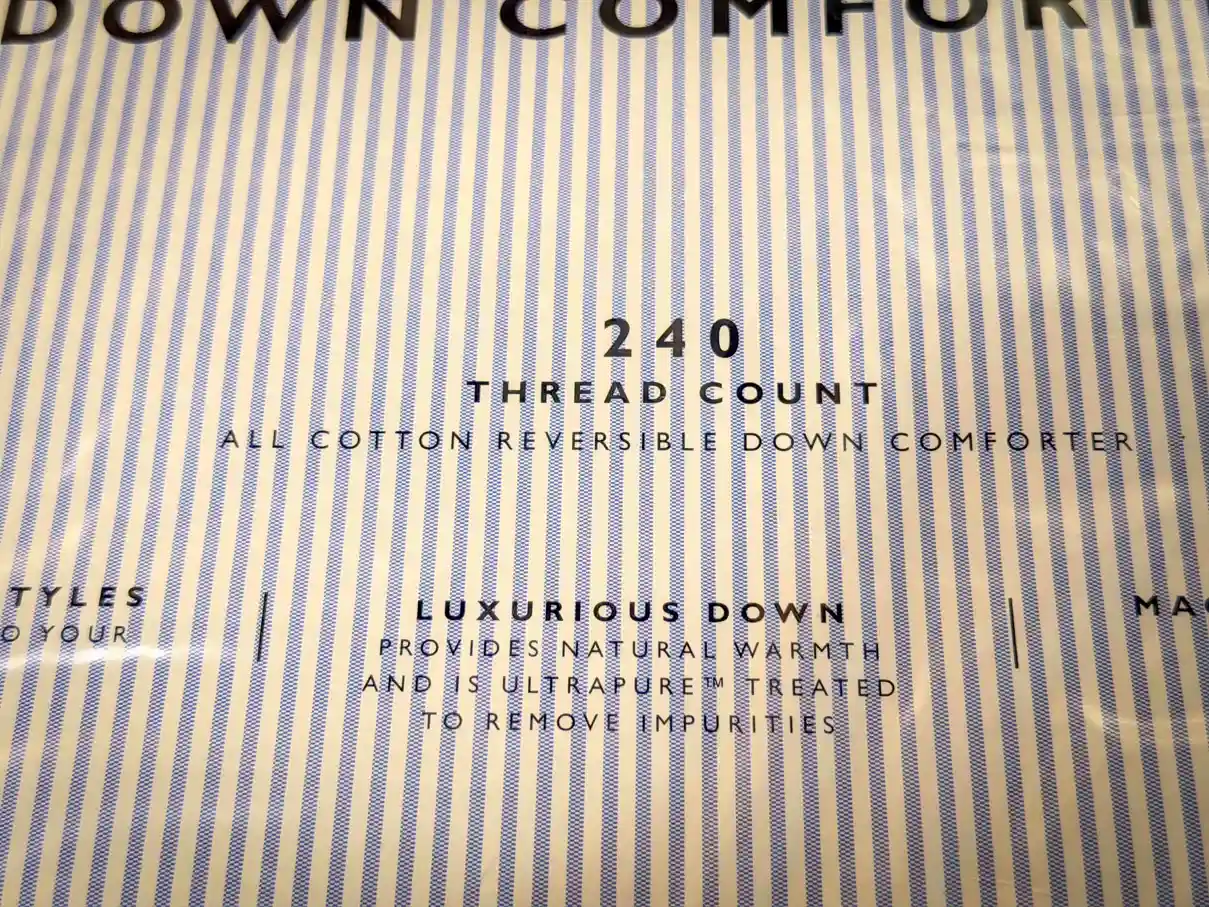 DOWN COMFORT
240
THREAD COUNT
ALL COTTON REVERSIBLE DOWN COMFORTER
TYLES
O YOUR
LUXURIOUS DOWN
PROVIDES NATURAL WARMTH
AND IS ULTRAPURE™ TREATED
TO REMOVE IMPURITIES
MAC